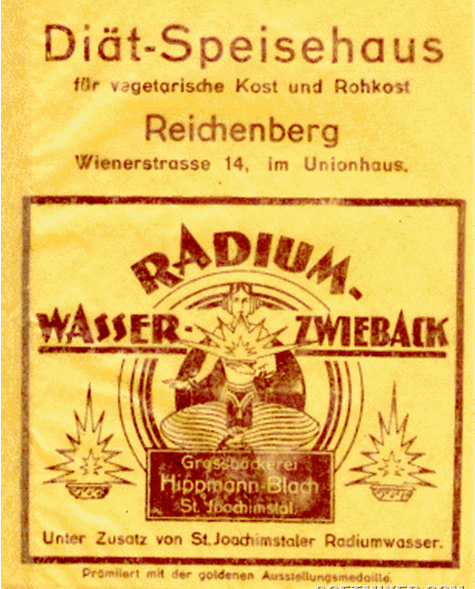 Diät-Speisehaus
für vegetarische Kost und Rohkost
Reichenberg
Wienerstrasse 14, im Unionhaus.
RADIUM-
WASSER- ZWIEBACK
Grossbäckerei
Hippmann-Blach
St. Joachimstal.
Unter Zusatz von St. Joachimstaler Radiumwasser.
Prämiiert mit der goldenen Ausstellungsmedaille.